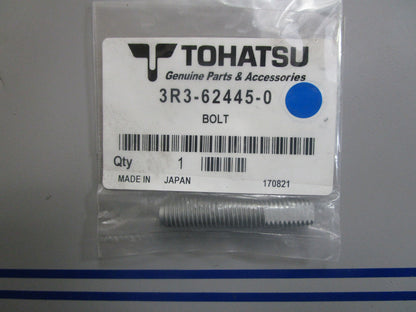 TOHATSU
Genuine Parts & Accessories
3R3-62445-0
BOLT
Qty 1
MADE IN JAPAN 170821